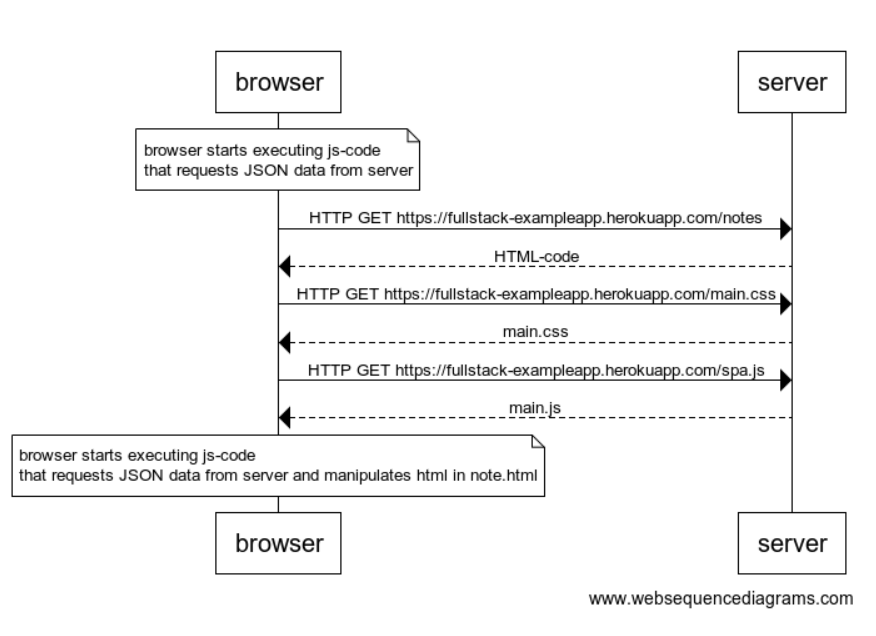 browser
server
browser starts executing js-code
that requests JSON data from server
HTTP GET https://fullstack-exampleapp.herokuapp.com/notes
HTML-code
HTTP GET https://fullstack-exampleapp.herokuapp.com/main.css
main.css
HTTP GET https://fullstack-exampleapp.herokuapp.com/spa.js
main.js
browser starts executing js-code
that requests JSON data from server and manipulates html in note.html
browser
server
www.websequencediagrams.com